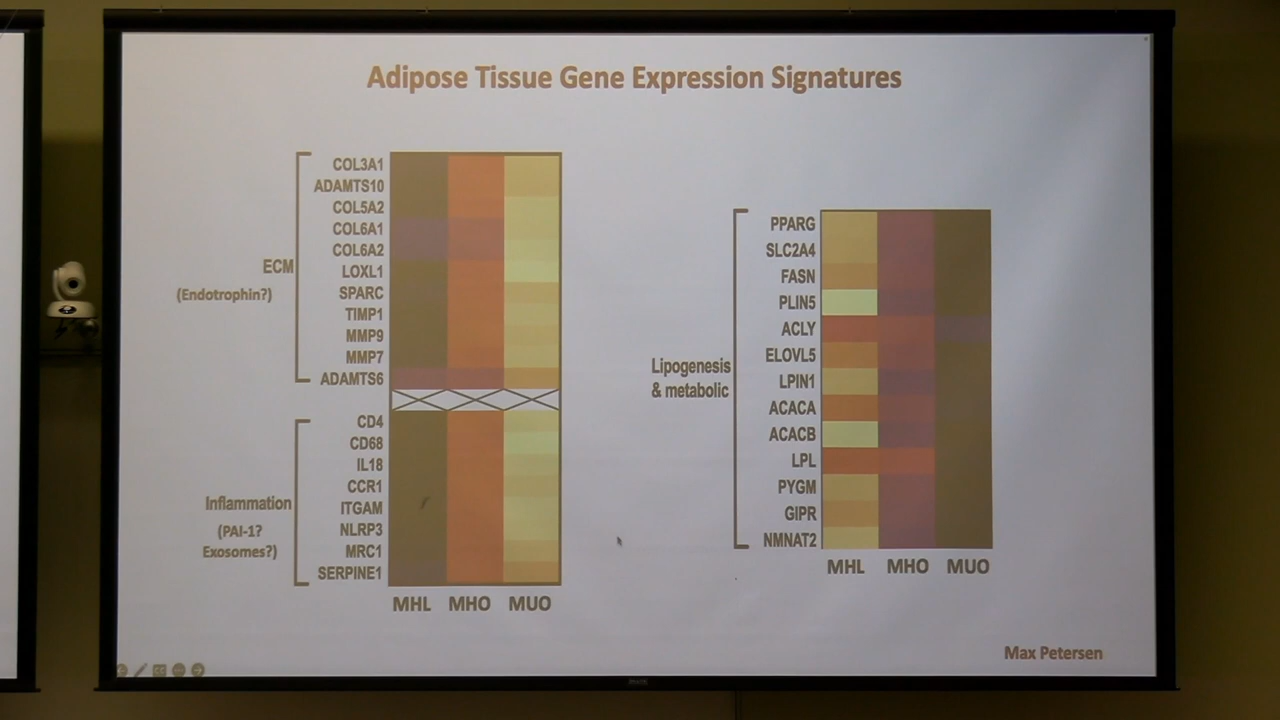 Adipose Tissue Gene Expression Signatures
COL3A1
ADAMTS10
COL5A2
COL6A1
COL6A2
LOXL1
SPARC
TIMP1
MMP9
MMP7
ADAMTS6
ECM
(Endotrophin?)
CD4
CD68
IL18
CCR1
ITGAM
NLRP3
MRC1
SERPINE1
Inflammation
(PAI-1?
Exosomes?)
MHL MHO MUO
PPARG
SLC2A4
FASN
PLIN5
ACLY
ELOVL5
LPIN1
ACACA
ACACB
LPL
PYGM
GIPR
NMNAT2
Lipogenesis
& metabolic
MHL MHO MUO
Max Petersen